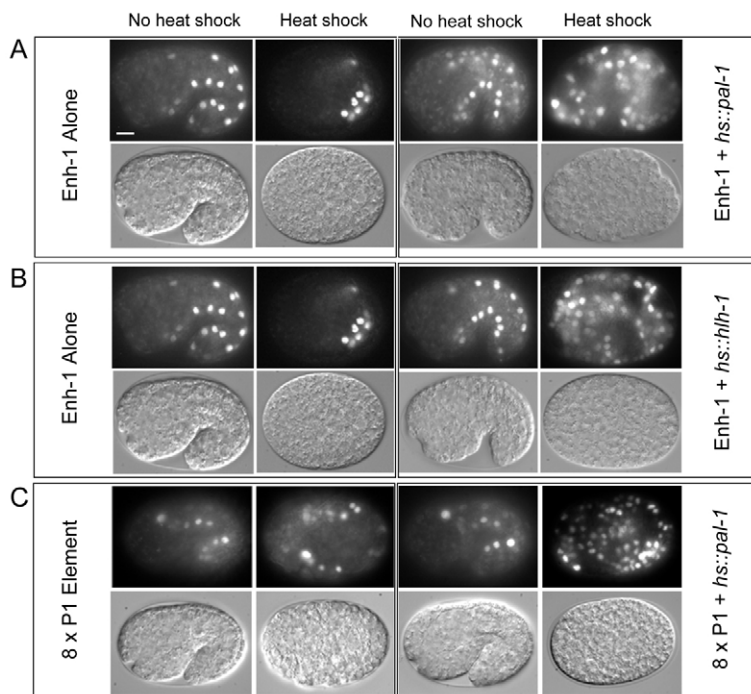 No heat shock Heat shock No heat shock Heat shock
A
Enh-1 Alone
Enh-1 + hs::pal-1
B
Enh-1 Alone
Enh-1 + hs::hlh-1
C
8 x P1 Element
8 x P1 + hs::pal-1